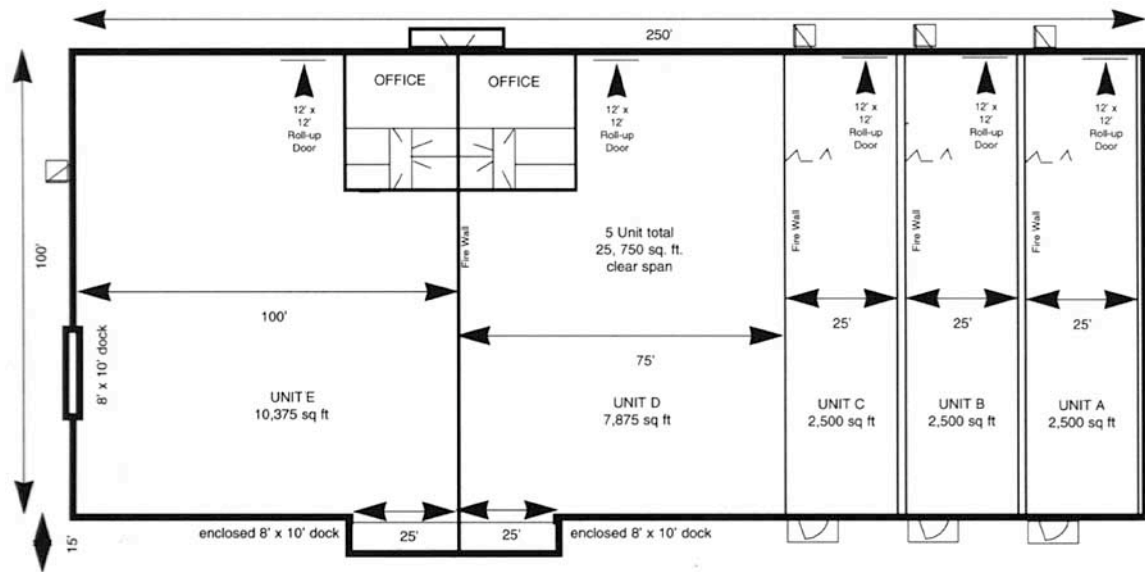 250'
OFFICE
OFFICE
12' x
12'
Roll-up
Door
12' x
12'
Roll-up
Door
12' x
12'
Roll-up
Door
12' x
12'
Roll-up
Door
12' x
12'
Roll-up
Door
100'
Fire Wall
5 Unit total
25, 750 sq. ft.
clear span
Fire Wall
Fire Wall
Fire Wall
100'
75'
25'
25'
25'
8' x 10' dock
UNIT E
10,375 sq ft
UNIT D
7,875 sq ft
UNIT C
2,500 sq ft
UNIT B
2,500 sq ft
UNIT A
2,500 sq ft
15'
enclosed 8' x 10' dock
25'
25'
enclosed 8' x 10' dock